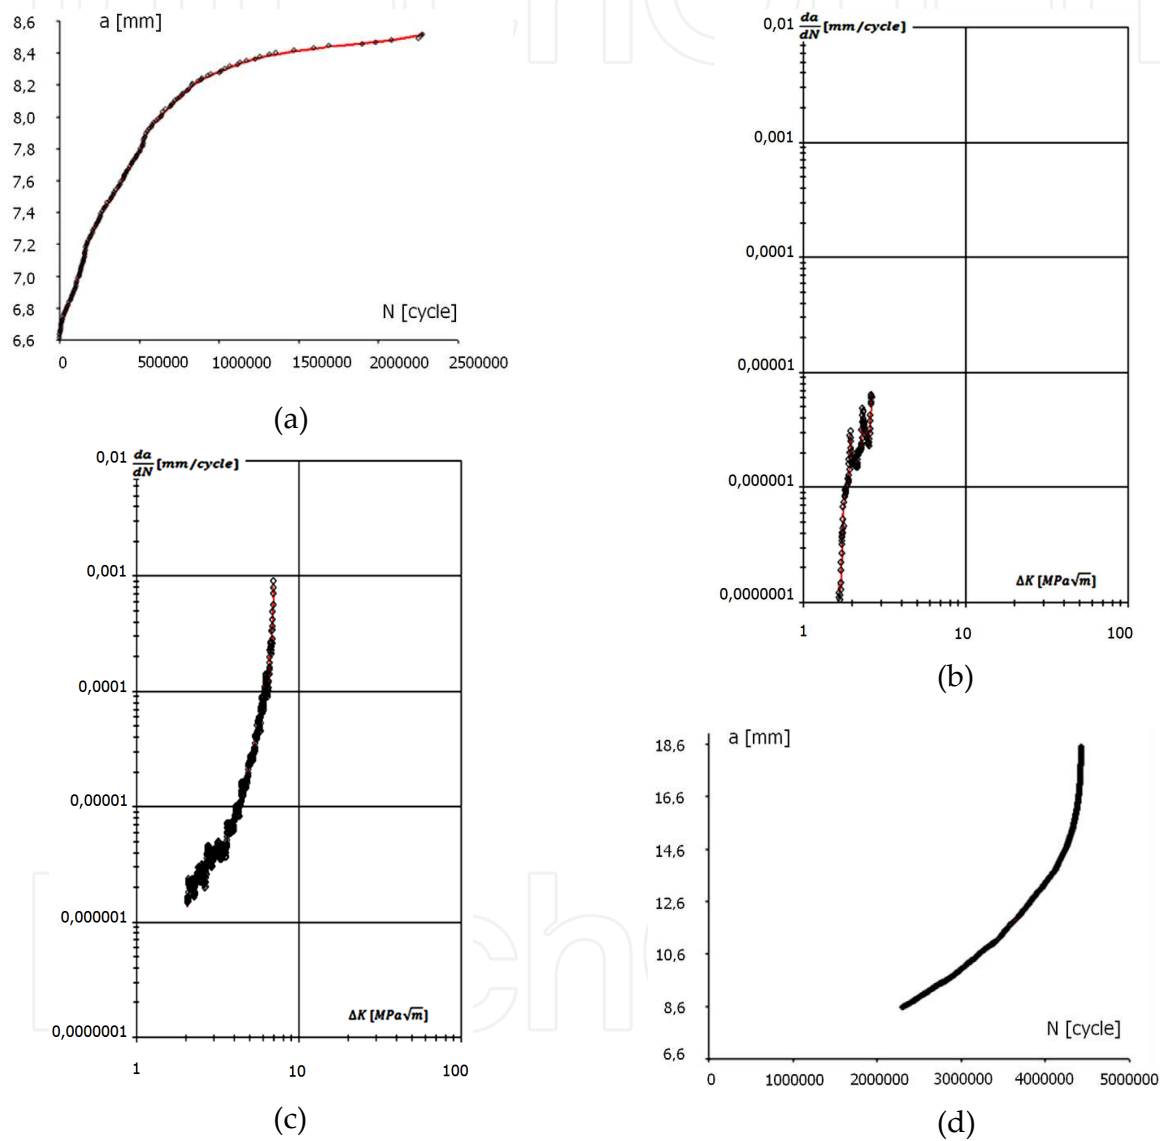 a [mm]
8,6
8,4
8,2
8,0
7,8
7,6
7,4
7,2
7,0
6,8
6,6
N [cycle]
0 500000 1000000 1500000 2000000 2500000
(a)
0,01 da/dN [mm/cycle]
0,001
0,0001
0,00001
0,000001
0,0000001
ΔK [MPa√m]
1 10 100
(b)
0,01 da/dN [mm/cycle]
0,001
0,0001
0,00001
0,000001
0,0000001
ΔK [MPa√m]
1 10 100
(c)
a [mm]
18,6
16,6
14,6
12,6
10,6
8,6
6,6
N [cycle]
0 1000000 2000000 3000000 4000000 5000000
(d)